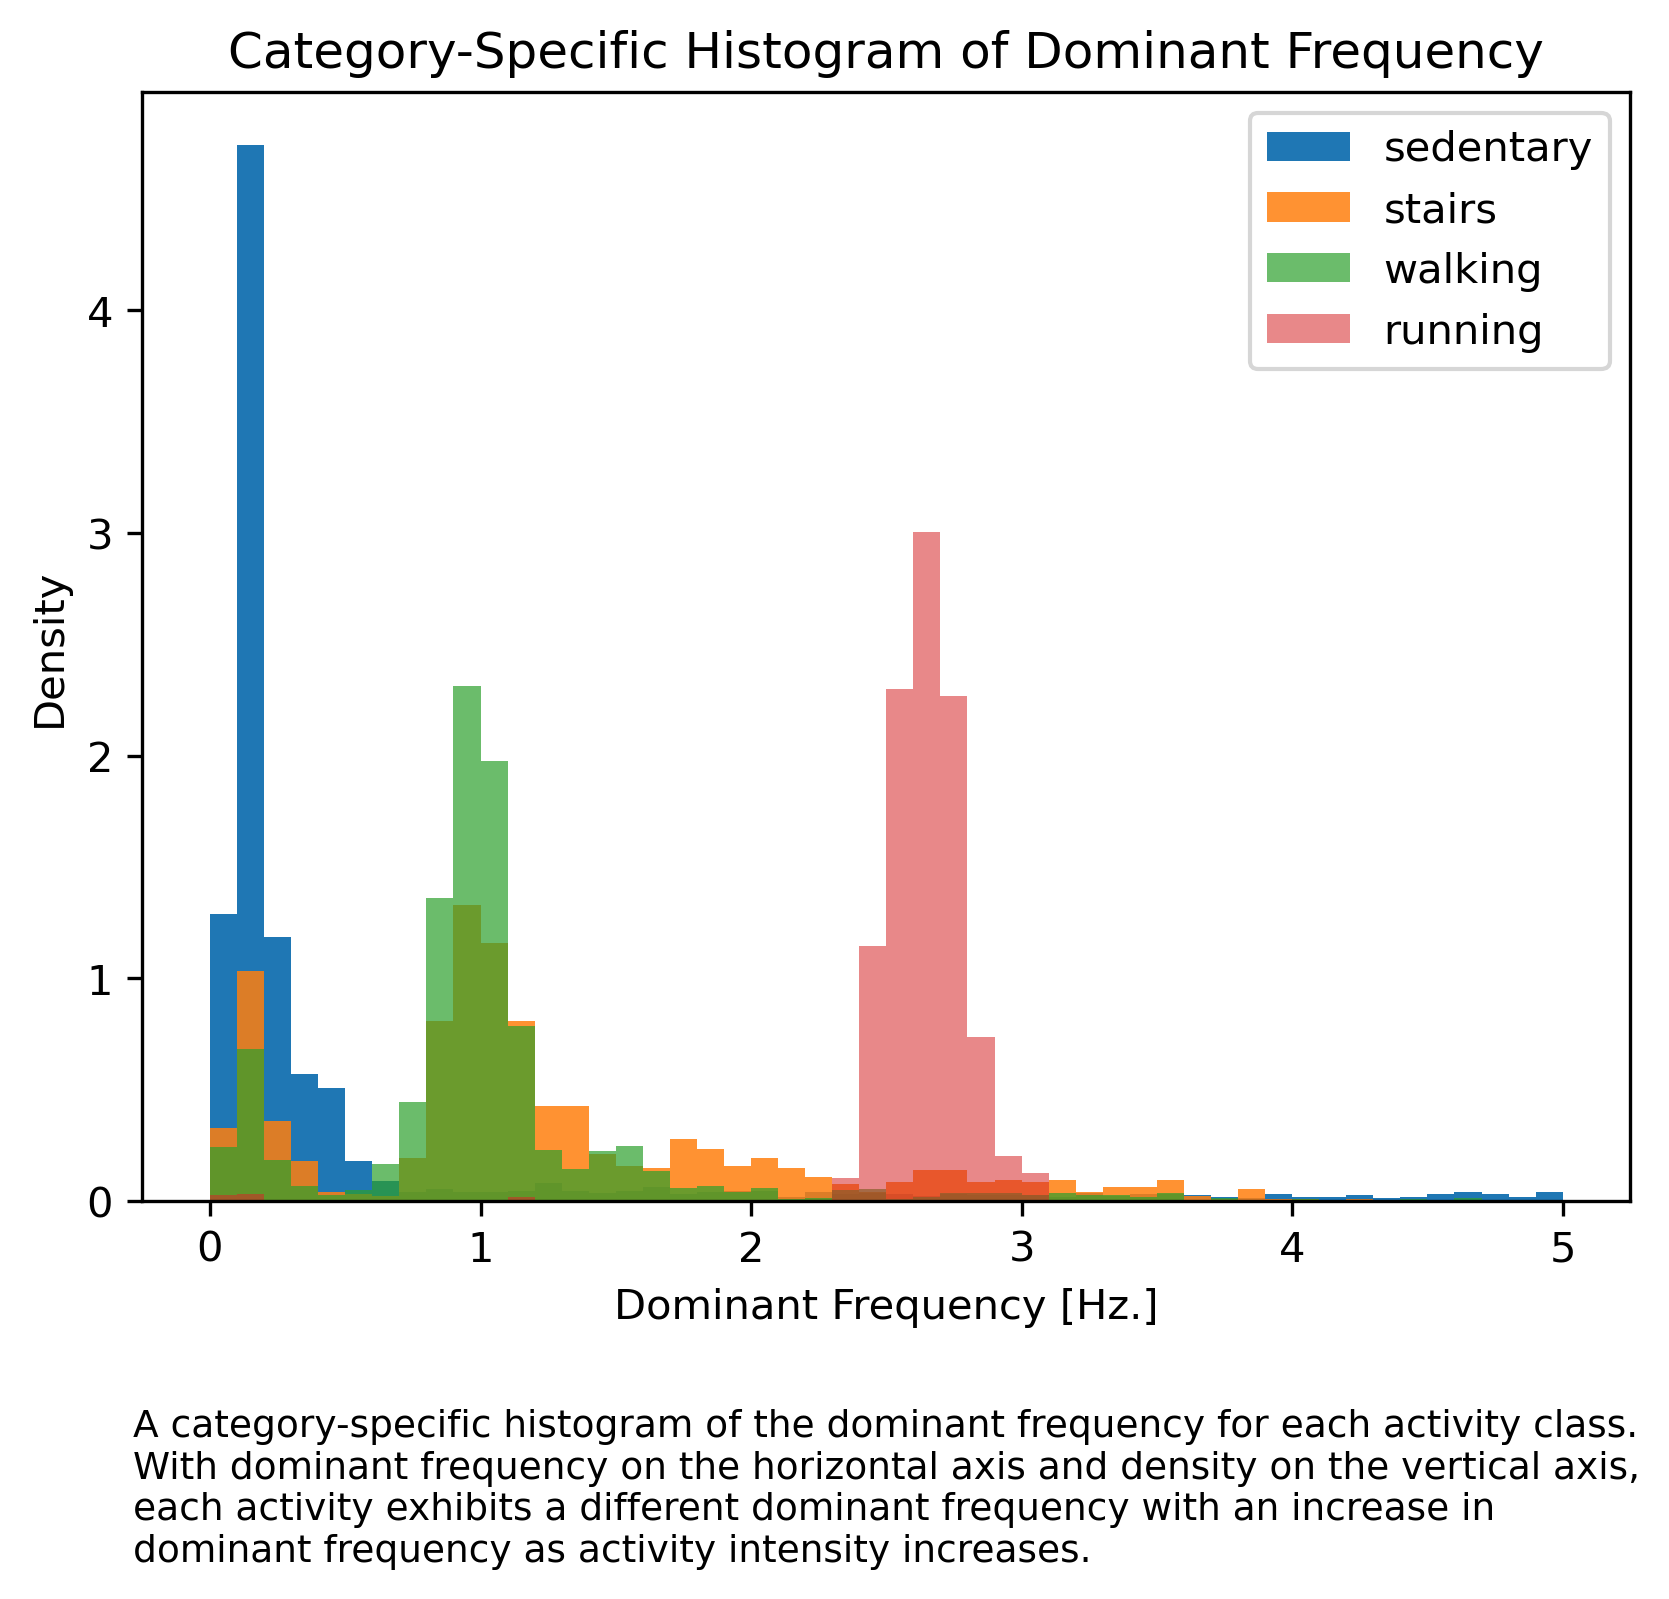 Category-Specific Histogram of Dominant Frequency
sedentary
stairs
walking
running
Density
4
3
2
1
0
0 1 2 3 4 5
Dominant Frequency [Hz.]
A category-specific histogram of the dominant frequency for each activity class.
With dominant frequency on the horizontal axis and density on the vertical axis,
each activity exhibits a different dominant frequency with an increase in
dominant frequency as activity intensity increases.